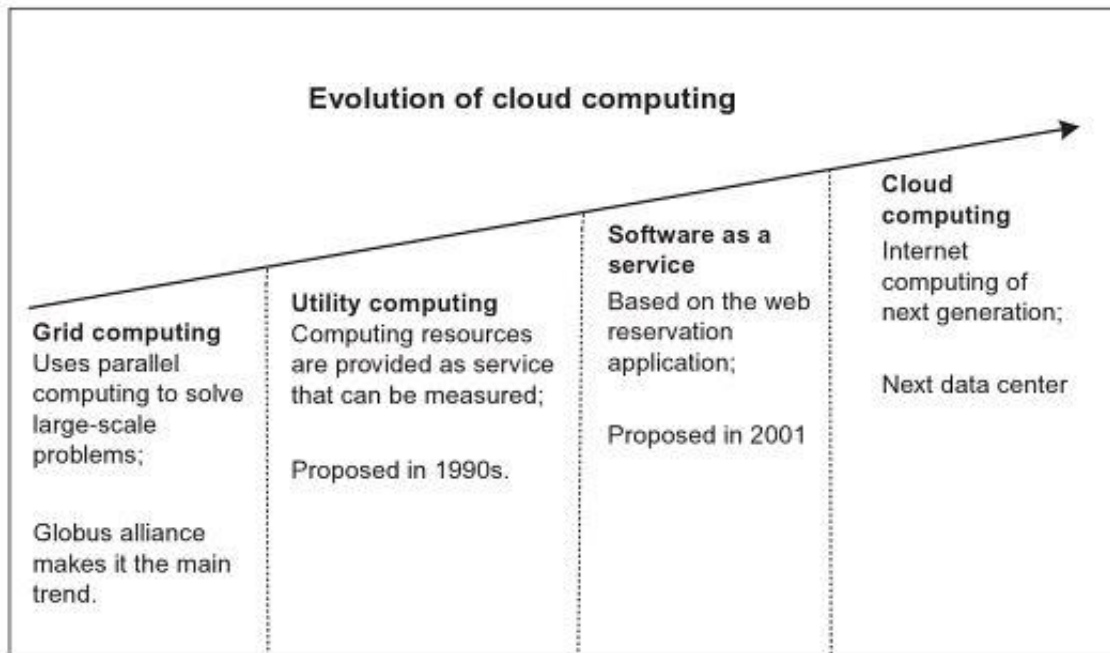 Evolution of cloud computing
Grid computing
Uses parallel
computing to solve
large-scale
problems;
Globus alliance
makes it the main
trend.
Utility computing
Computing resources
are provided as service
that can be measured;
Proposed in 1990s.
Software as a
service
Based on the web
reservation
application;
Proposed in 2001
Cloud
computing
Internet
computing of
next generation;
Next data center